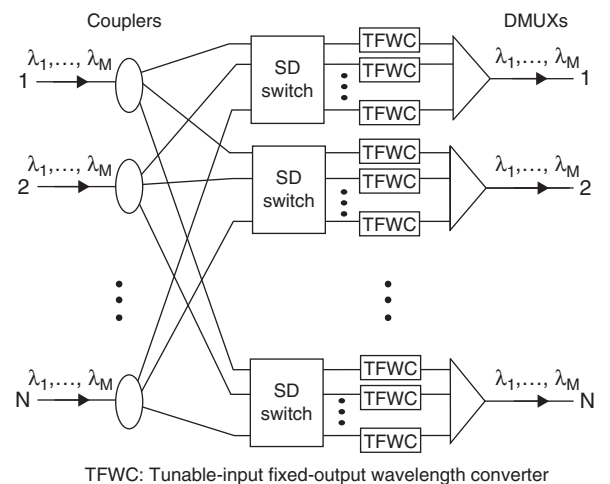 Couplers
DMUXs
λ1,..., λM
1
SD
switch
TFWC
TFWC
TFWC
λ1,..., λM
1
λ1,..., λM
2
SD
switch
TFWC
TFWC
TFWC
λ1,..., λM
2
λ1,..., λM
N
SD
switch
TFWC
TFWC
TFWC
λ1,..., λM
N
TFWC: Tunable-input fixed-output wavelength converter